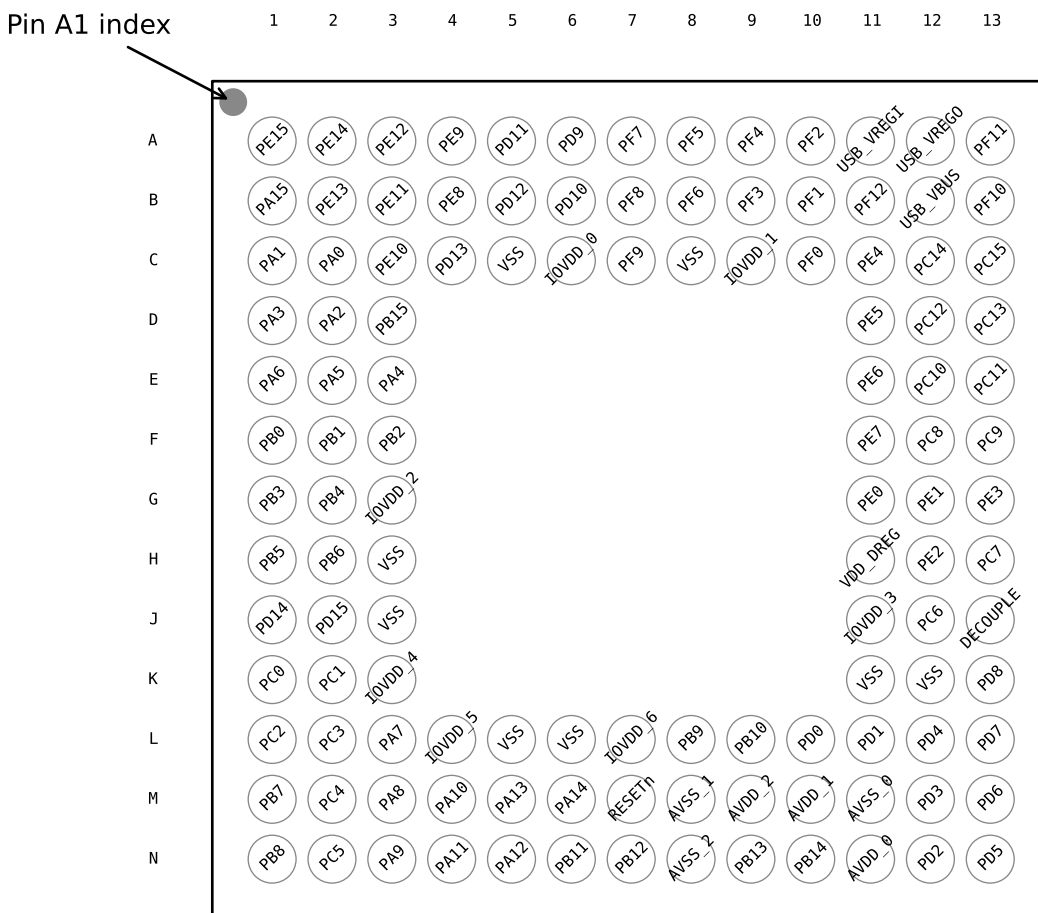 Pin A1 index
1 2 3 4 5 6 7 8 9 10 11 12 13
A PE15 PE14 PE12 PE9 PD11 PD9 PF7 PF5 PF4 PF2 USB_VREGI USB_VREGO PF11
B PA15 PE13 PE11 PE8 PD12 PD10 PF8 PF6 PF3 PF1 PF12 USB_VBUS PF10
C PA1 PA0 PE10 PD13 VSS IOVDD_0 PF9 VSS IOVDD_1 PF0 PE4 PC14 PC15
D PA3 PA2 PB15 PE5 PC12 PC13
E PA6 PA5 PA4 PE6 PC10 PC11
F PB0 PB1 PB2 PE7 PC8 PC9
G PB3 PB4 IOVDD_2 PE0 PE1 PE3
H PB5 PB6 VSS VDD_DREG PE2 PC7
J PD14 PD15 VSS IOVDD_3 PC6 DECOUPLE
K PC0 PC1 IOVDD_4 VSS VSS PD8
L PC2 PC3 PA7 IOVDD_5 VSS VSS IOVDD_6 PB9 PB10 PD0 PD1 PD4 PD7
M PB7 PC4 PA8 PA10 PA13 PA14 RESETn AVSS_1 AVDD_2 AVDD_1 AVSS_0 PD3 PD6
N PB8 PC5 PA9 PA11 PA12 PB11 PB12 AVSS_2 PB13 PB14 AVDD_0 PD2 PD5